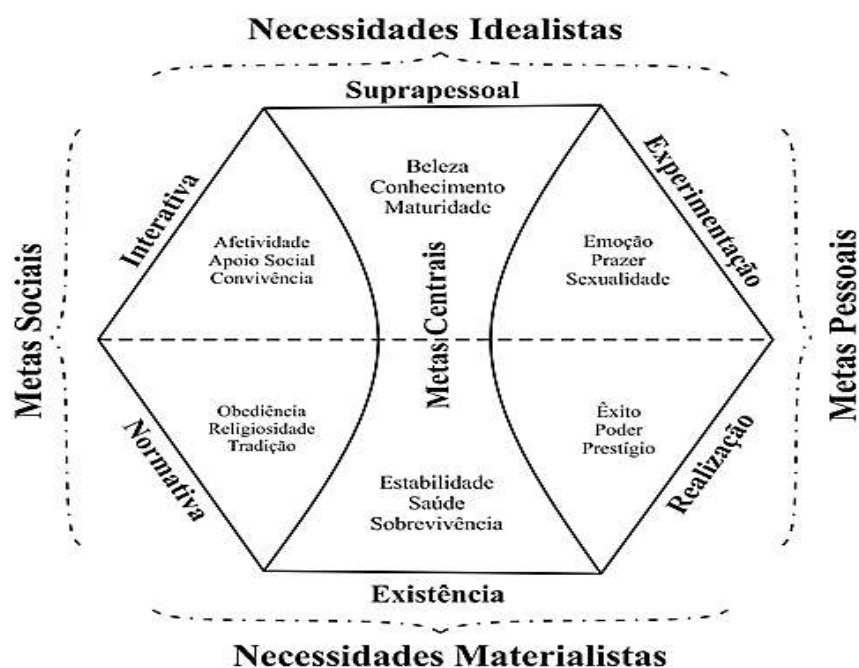 Necessidades Idealistas
Suprapessoal
Interativa
Experimentação
Beleza
Conhecimento
Maturidade
Afetividade
Apoio Social
Convivência
Emoção
Prazer
Sexualidade
Metas Sociais
Metas Centrais
Metas Pessoais
Obediência
Religiosidade
Tradição
Êxito
Poder
Prestígio
Normativa
Realização
Estabilidade
Saúde
Sobrevivência
Existência
Necessidades Materialistas